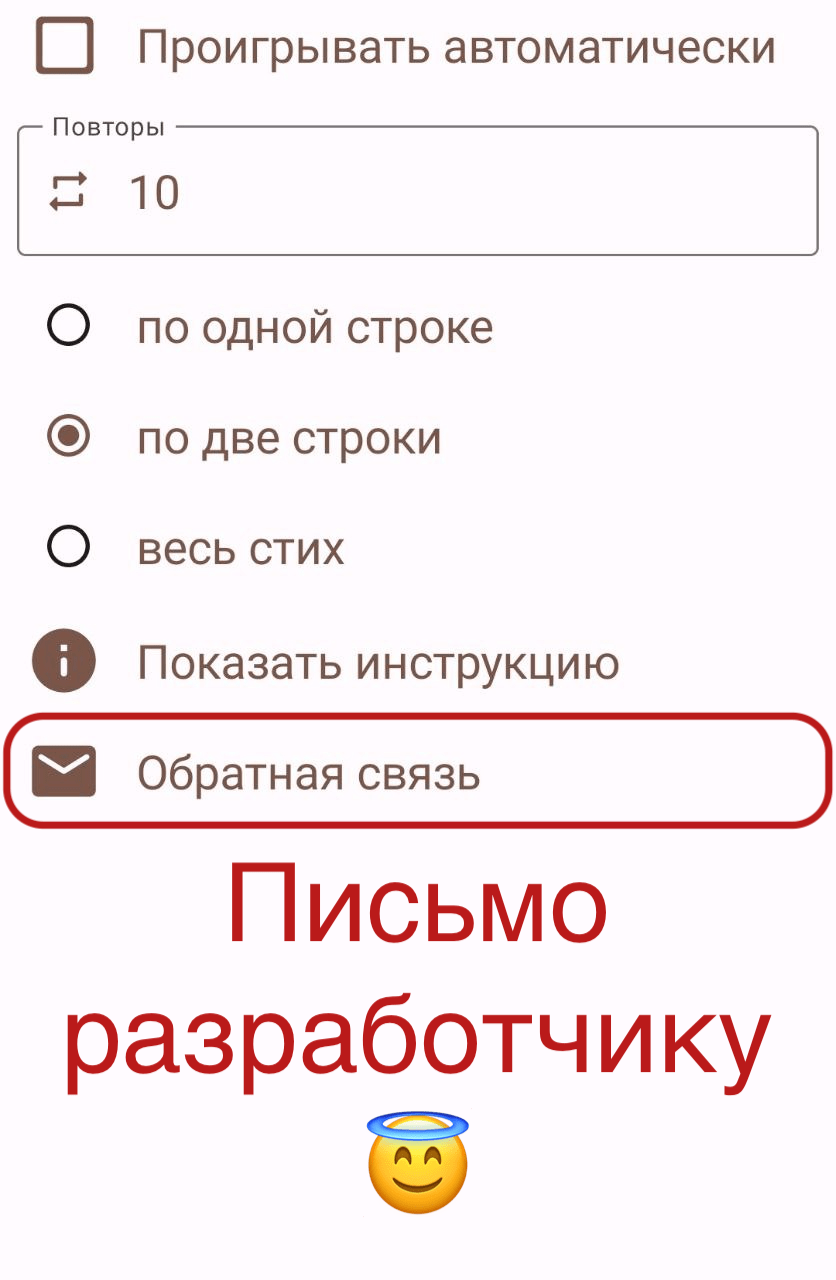 Проигрывать автоматически
Повторы
10
по одной строке
по две строки
весь стих
Показать инструкцию
Обратная связь
Письмо
разработчику